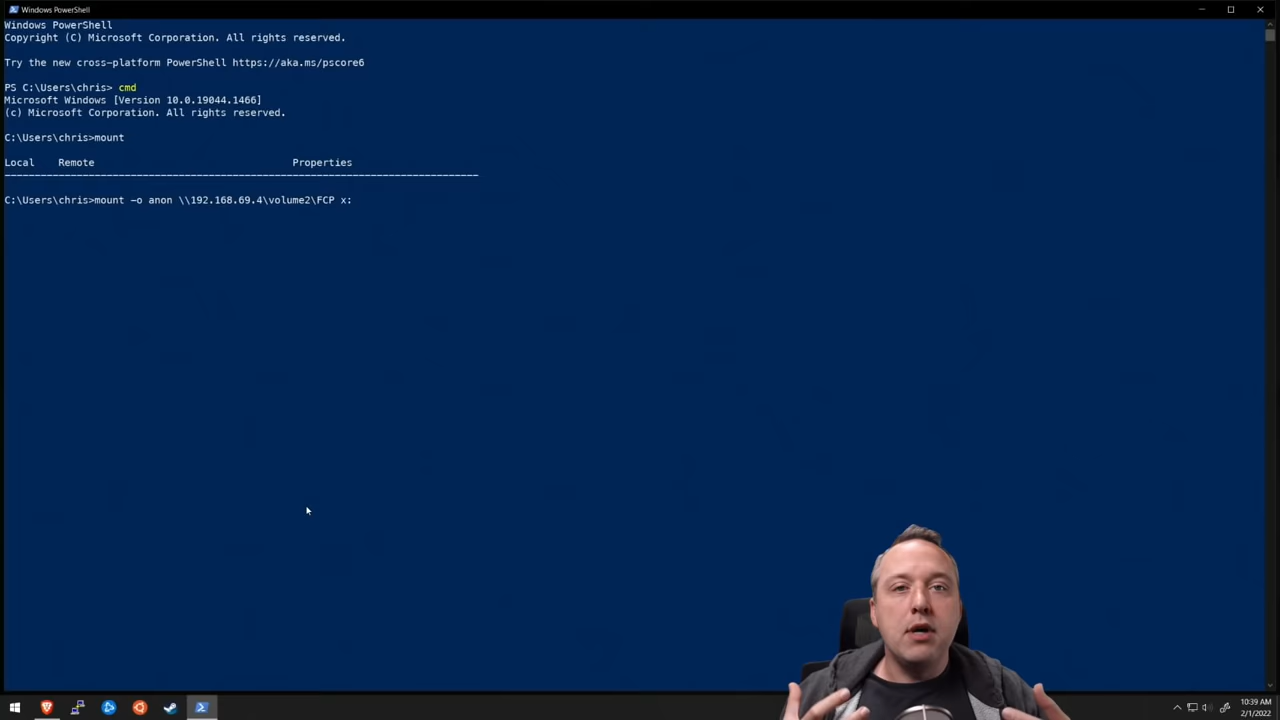 Windows PowerShell
Windows PowerShell
Copyright (C) Microsoft Corporation. All rights reserved.
Try the new cross-platform PowerShell https://aka.ms/pscore6
PS C:\Users\chris> cmd
Microsoft Windows [Version 10.0.19044.1466]
(c) Microsoft Corporation. All rights reserved.
C:\Users\chris>mount
Local Remote Properties
-------------------------------------------------------------------------------
C:\Users\chris>mount -o anon \\192.168.69.4\volume2\FCP x:
10:39 AM
2/1/2022